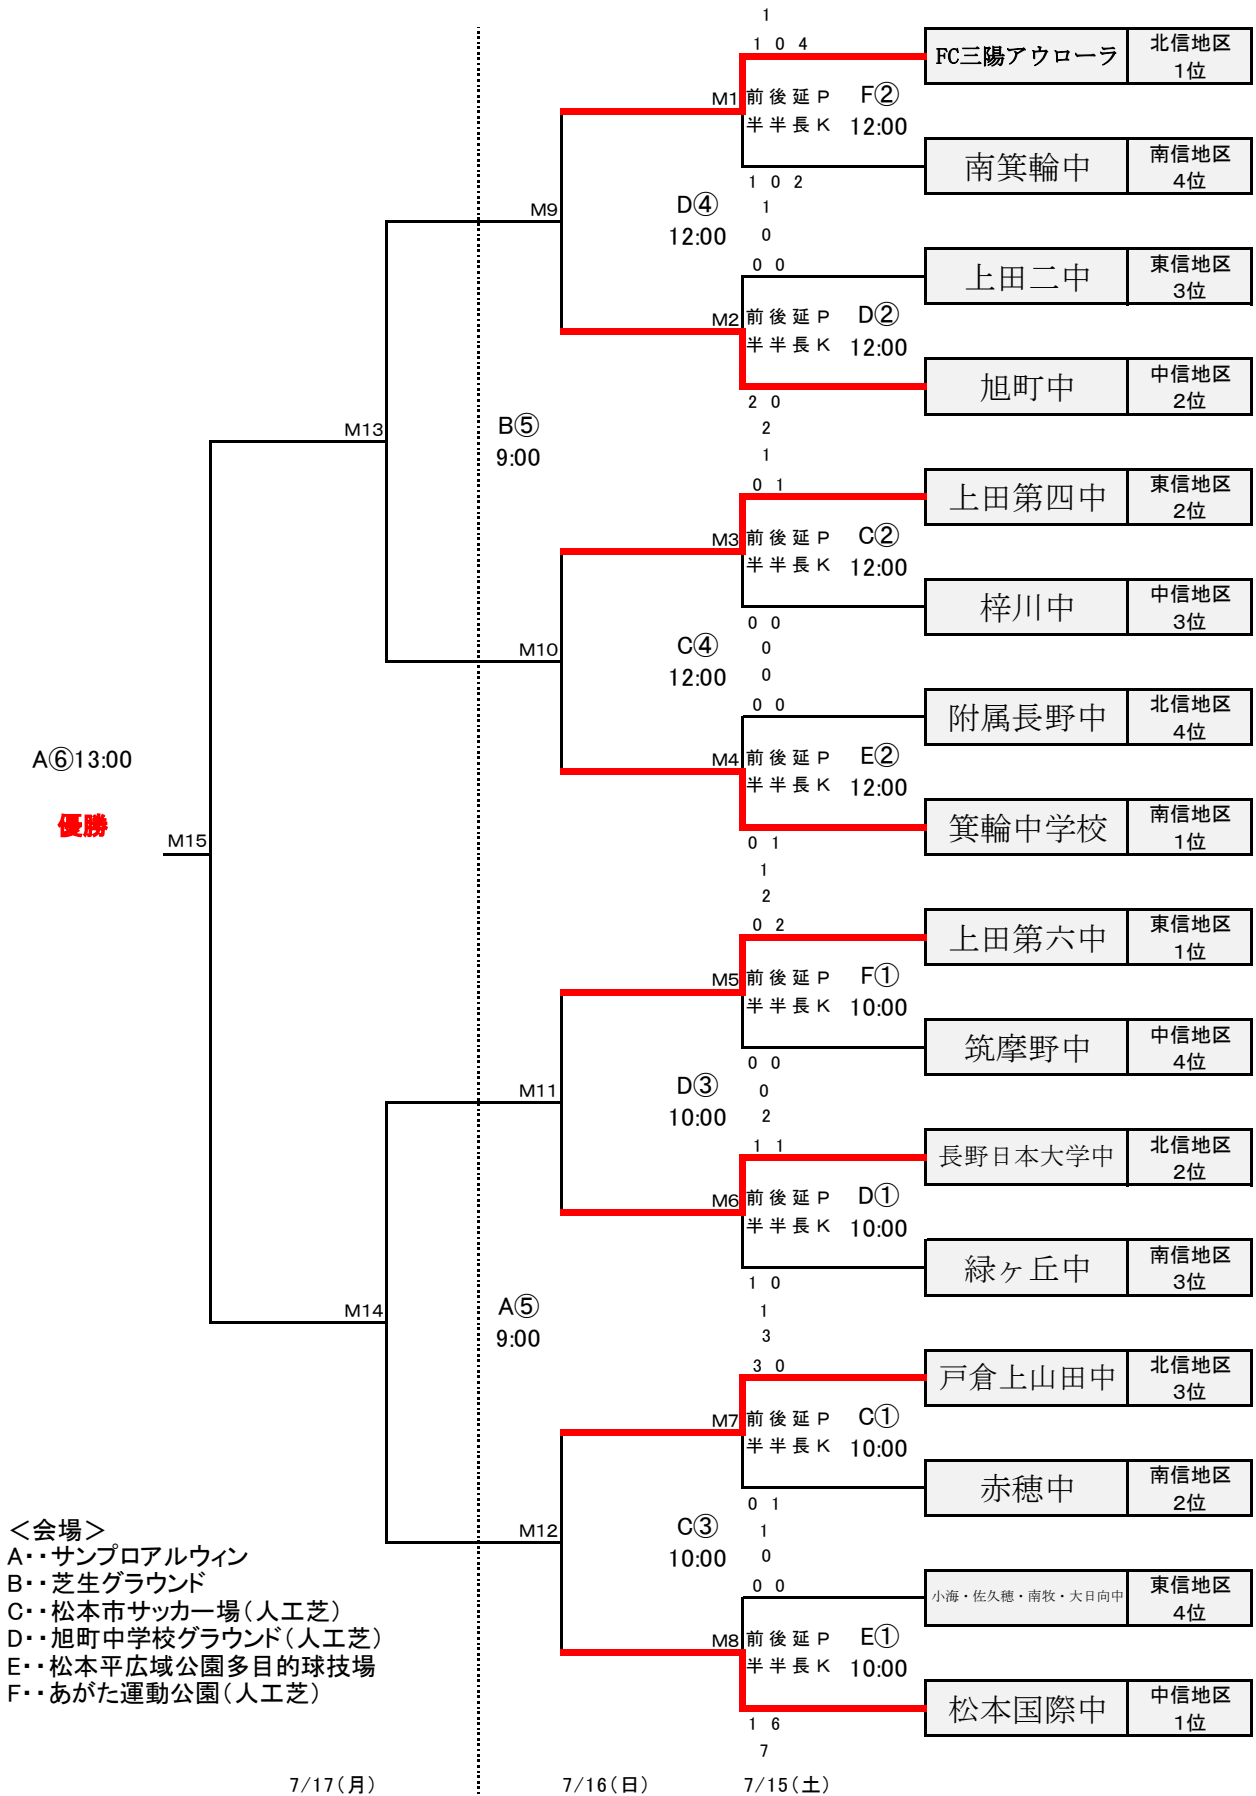 1
1 0 4
FC三陽アウローラ 北信地区
1位
M1 前後延P F②
半半長K 12:00
南箕輪中 南信地区
4位
1 0 2
1
M9
D④
12:00
0
0 0
上田二中 東信地区
3位
M2 前後延P D②
半半長K 12:00
旭町中 中信地区
2位
2 0
2
M13
B⑤
9:00
1
0 1
上田第四中 東信地区
2位
M3 前後延P C②
半半長K 12:00
梓川中 中信地区
3位
0 0
0
M10
C④
12:00
0
0 0
附属長野中 北信地区
4位
A⑥13:00
M4 前後延P E②
半半長K 12:00
優勝
M15
箕輪中学校 南信地区
1位
0 1
1
2
0 2
上田第六中 東信地区
1位
M5 前後延P F①
半半長K 10:00
筑摩野中 中信地区
4位
0 0
0
M11
D③
10:00
2
1 1
長野日本大学中 北信地区
2位
M6 前後延P D①
半半長K 10:00
緑ヶ丘中 南信地区
3位
1 0
1
M14
A⑤
9:00
3
3 0
戸倉上山田中 北信地区
3位
M7 前後延P C①
半半長K 10:00
赤穂中 南信地区
2位
0 1
1
M12
C③
10:00
0
0 0
小海・佐久穂・南牧・大日向中 東信地区
4位
M8 前後延P E①
半半長K 10:00
松本国際中 中信地区
1位
1 6
7
＜会場＞
A・・サンプロアルウィン
B・・芝生グラウンド
C・・松本市サッカー場（人工芝）
D・・旭町中学校グラウンド（人工芝）
E・・松本平広域公園多目的球技場
F・・あがた運動公園（人工芝）
7/17(月) 7/16(日) 7/15(土)